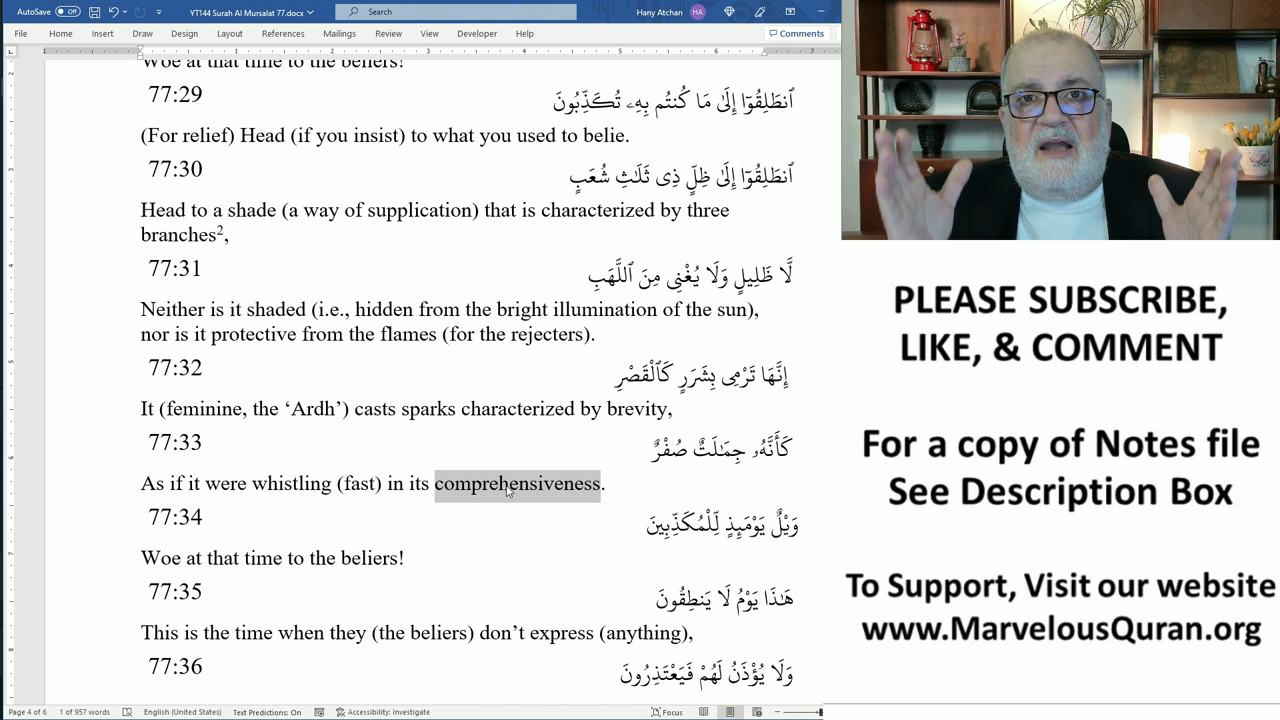 AutoSave Off
YT144 Surah Al Mursalat 77.docx
Search
Hany Atchan HA
File Home Insert Draw Design Layout References Mailings Review View Developer Help Comments
Woe at that time to the beliers!
77:29
ٱنطَلِقُوٓا۟ إِلَىٰ مَا كُنتُم بِهِۦ تُكَذِّبُونَ
(For relief) Head (if you insist) to what you used to belie.
77:30
ٱنطَلِقُوٓا۟ إِلَىٰ ظِلٍّ ذِى ثَلَٰثِ شُعَبٍ
Head to a shade (a way of supplication) that is characterized by three
branches²,
77:31
لَّا ظَلِيلٍ وَلَا يُغْنِى مِنَ ٱللَّهَبِ
Neither is it shaded (i.e., hidden from the bright illumination of the sun),
nor is it protective from the flames (for the rejecters).
77:32
إِنَّهَا تَرْمِى بِشَرَرٍ كَٱلْقَصْرِ
It (feminine, the ‘Ardh’) casts sparks characterized by brevity,
77:33
كَأَنَّهُۥ جِمَٰلَتٌ صُفْرٌ
As if it were whistling (fast) in its comprehensiveness.
77:34
وَيْلٌ يَوْمَئِذٍ لِّلْمُكَذِّبِينَ
Woe at that time to the beliers!
77:35
هَٰذَا يَوْمُ لَا يَنطِقُونَ
This is the time when they (the beliers) don’t express (anything),
77:36
وَلَا يُؤْذَنُ لَهُمْ فَيَعْتَذِرُونَ
Page 4 of 6 1 of 957 words English (United States) Text Predictions: On Accessibility: Investigate Focus
PLEASE SUBSCRIBE,
LIKE, & COMMENT
For a copy of Notes file
See Description Box
To Support, Visit our website
www.MarvelousQuran.org